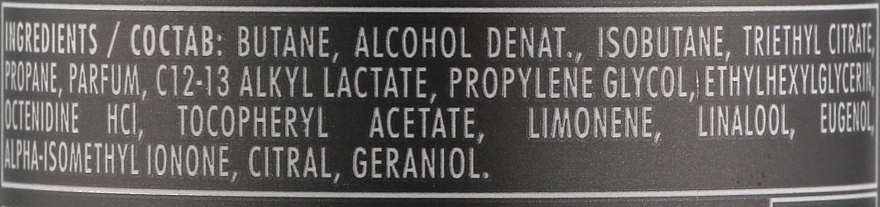 INGREDIENTS / СОСТАВ: BUTANE, ALCOHOL DENAT., ISOBUTANE, TRIETHYL CITRATE,
PROPANE, PARFUM, C12-13 ALKYL LACTATE, PROPYLENE GLYCOL, ETHYLHEXYLGLYCERIN,
OCTENIDINE HCl, TOCOPHERYL ACETATE, LIMONENE, LINALOOL, EUGENOL,
ALPHA-ISOMETHYL IONONE, CITRAL, GERANIOL.